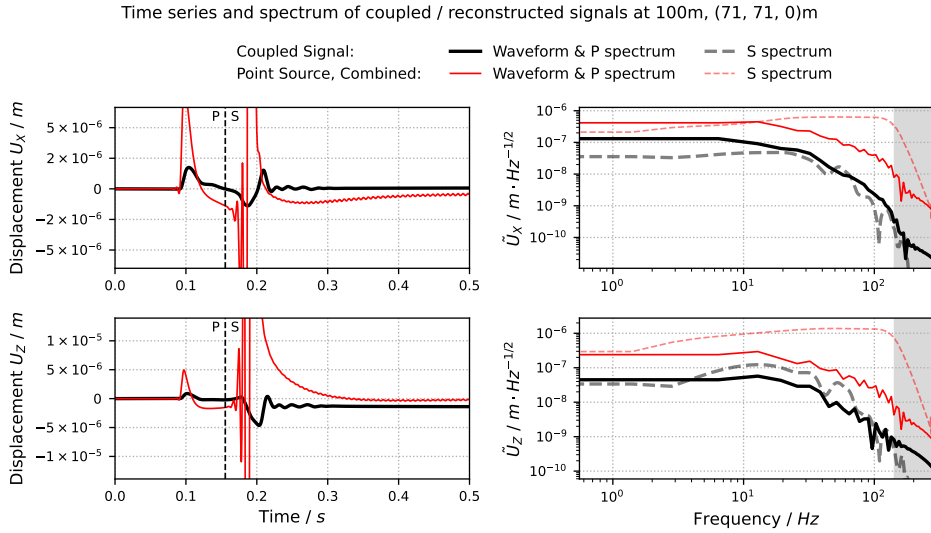 Time series and spectrum of coupled / reconstructed signals at 100m, (71, 71, 0)m
Coupled Signal: Waveform & P spectrum S spectrum
Point Source, Combined: Waveform & P spectrum S spectrum
Displacement U_X / m
5 × 10^-6
2 × 10^-6
0
−2 × 10^-6
−5 × 10^-6
P S
0.0 0.1 0.2 0.3 0.4 0.5
Ũ_X / m · Hz^-1/2
10^-6
10^-7
10^-8
10^-9
10^-10
10^0 10^1 10^2
Displacement U_Z / m
1 × 10^-5
5 × 10^-6
0
−5 × 10^-6
−1 × 10^-5
P S
0.0 0.1 0.2 0.3 0.4 0.5
Time / s
Ũ_Z / m · Hz^-1/2
10^-6
10^-7
10^-8
10^-9
10^-10
10^0 10^1 10^2
Frequency / Hz